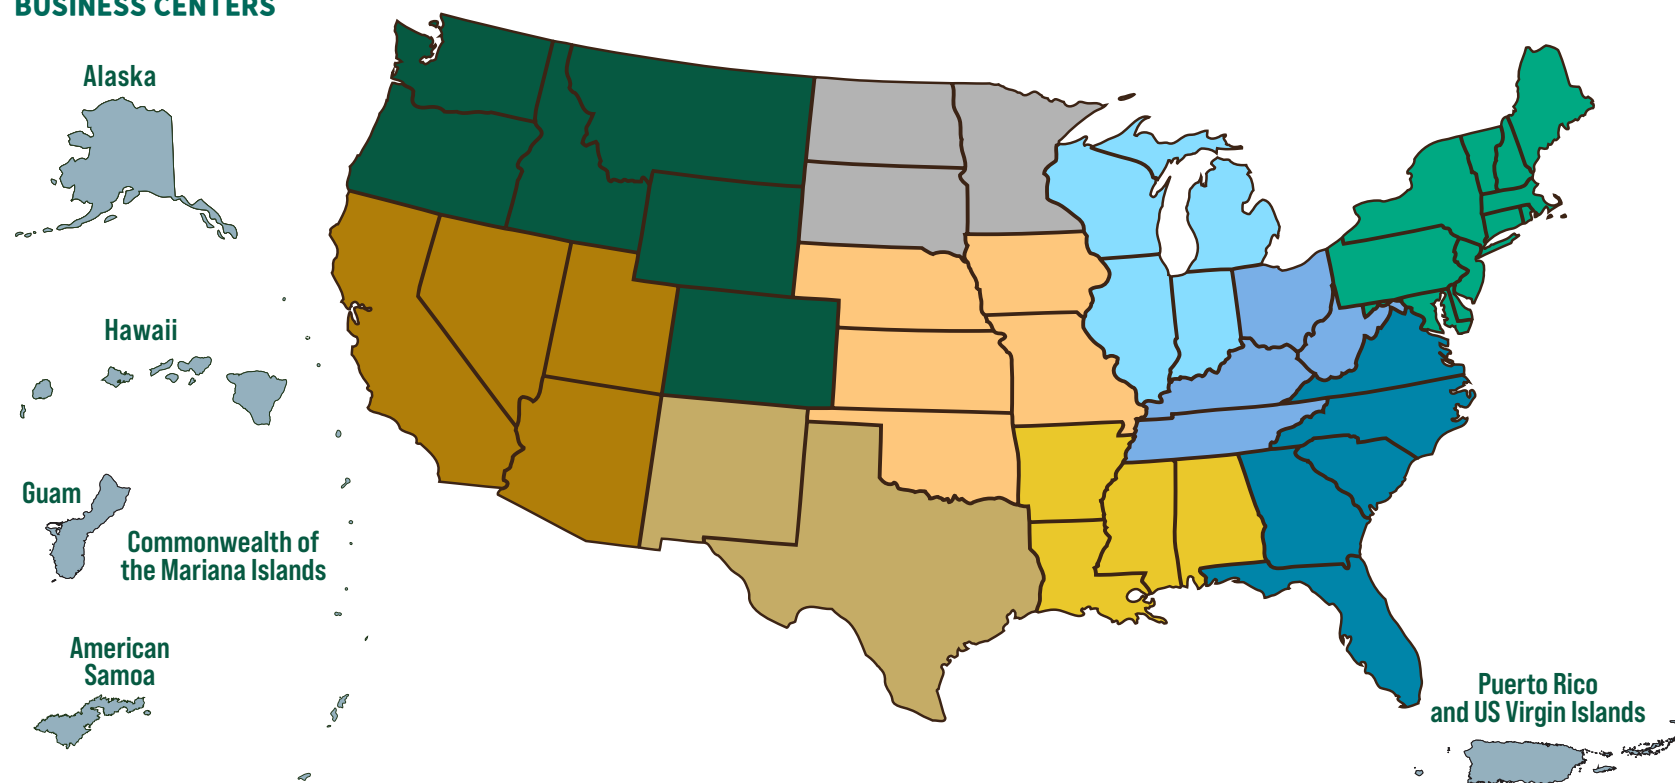 BUSINESS CENTERS
Alaska
Hawaii
Guam
Commonwealth of
the Mariana Islands
American
Samoa
Puerto Rico
and US Virgin Islands